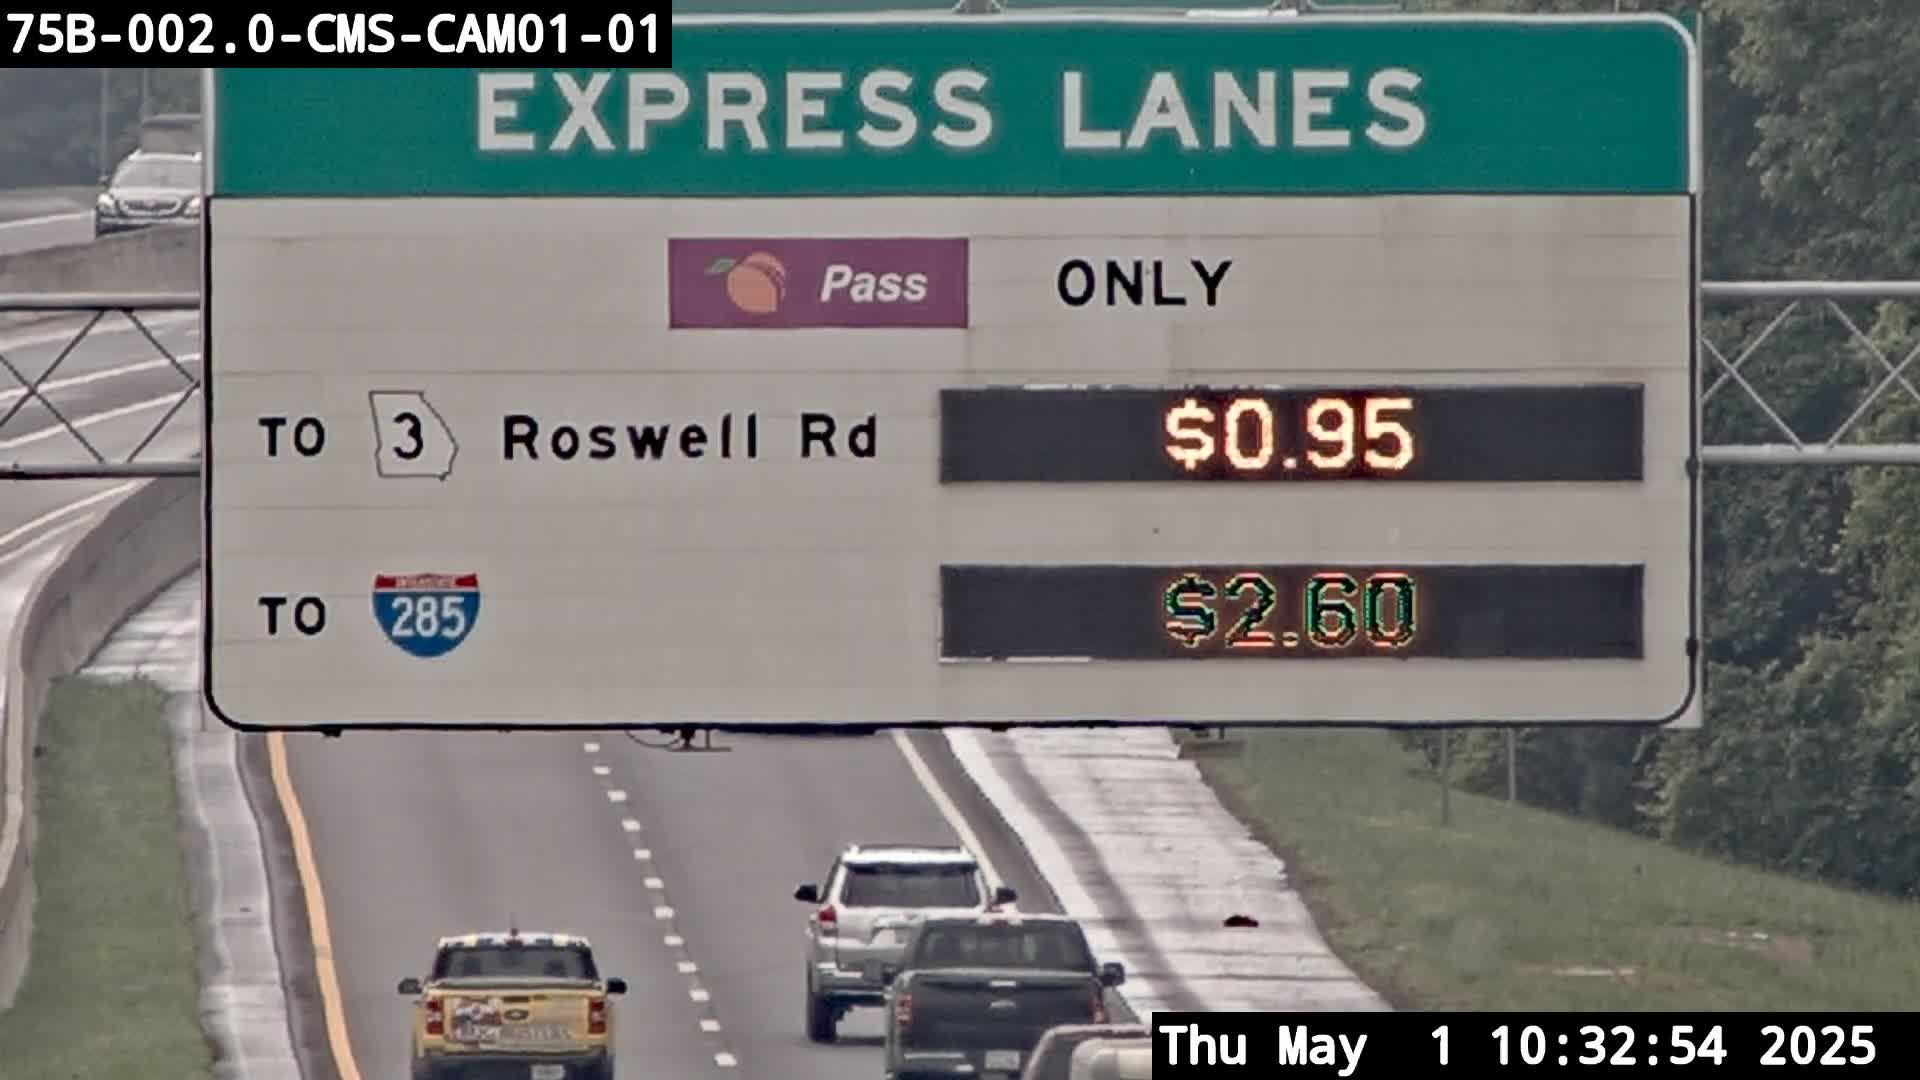 75B-002.0-CMS-CAM01-01
EXPRESS LANES
Pass ONLY
TO 3 Roswell Rd $0.95
TO INTERSTATE 285 $2.60
Thu May 1 10:32:54 2025